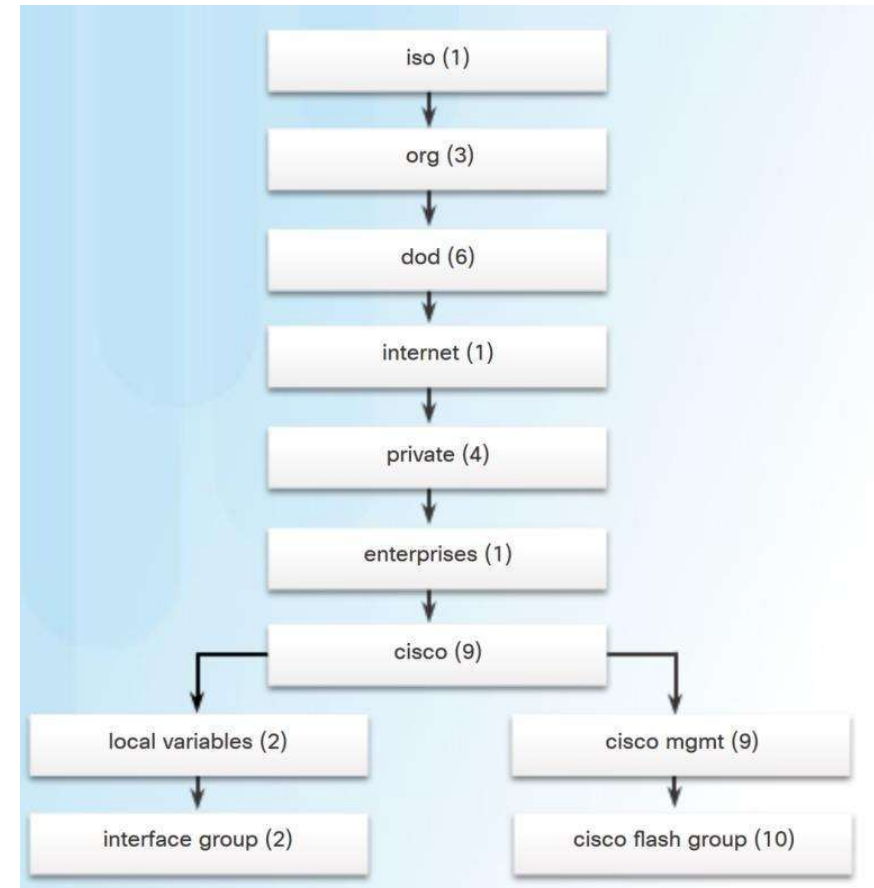 iso (1)
org (3)
dod (6)
internet (1)
private (4)
enterprises (1)
cisco (9)
local variables (2)
cisco mgmt (9)
interface group (2)
cisco flash group (10)